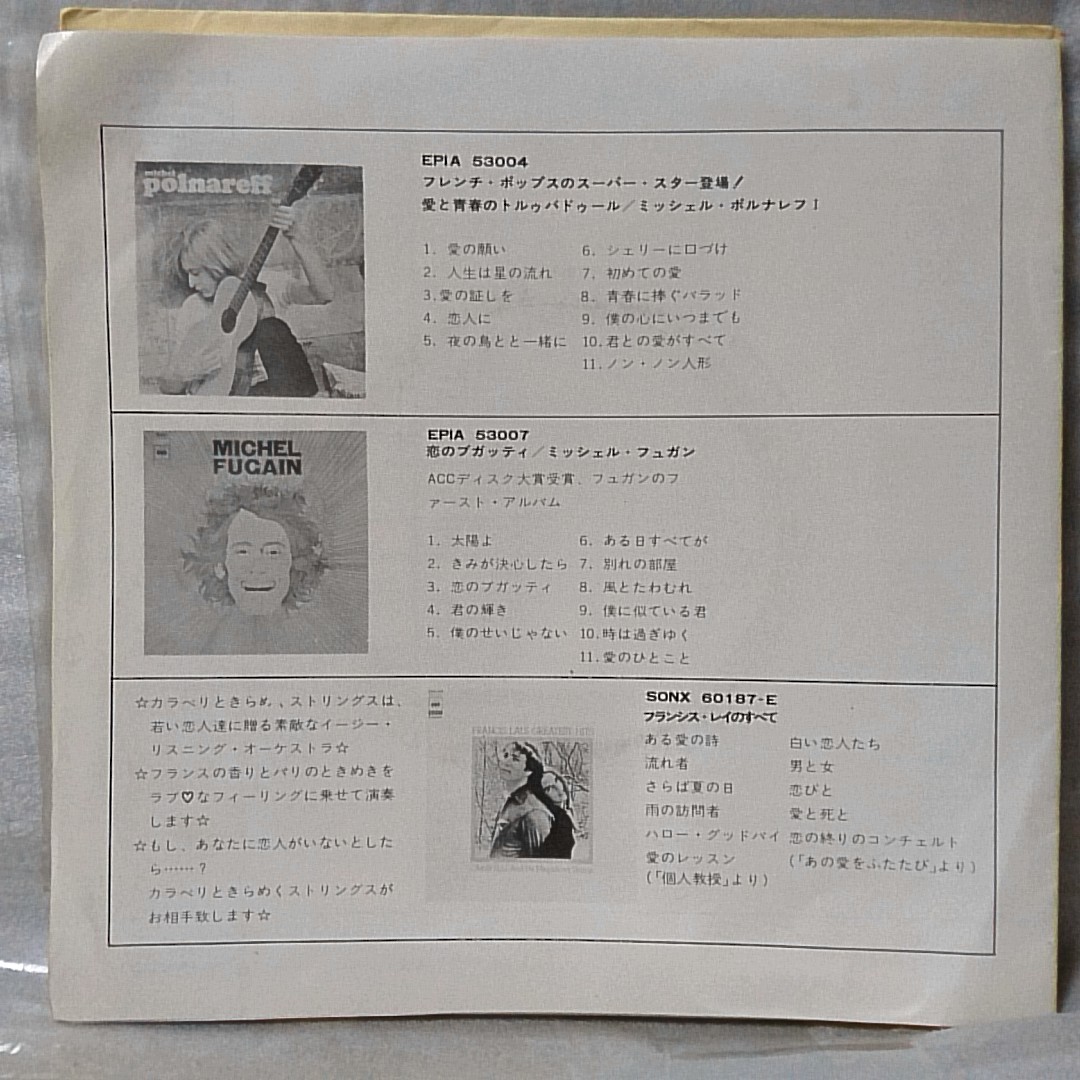 michel
polnareff
EPIA 53004
フレンチ・ポップスのスーパー・スター登場!
愛と青春のトルゥバドゥール/ミッシェル・ポルナレフ I
1. 愛の願い
2. 人生は星の流れ
3. 愛の証しを
4. 恋人に
5. 夜の鳥とと一緒に
6. シェリーに口づけ
7. 初めての愛
8. 青春に捧ぐバラッド
9. 僕の心にいつまでも
10. 君との愛がすべて
11. ノン・ノン人形
MICHEL
FUGAIN
EPIA 53007
恋のブガッティ/ミッシェル・フュガン
ACCディスク大賞受賞、フュガンのフ
ァースト・アルバム
1. 太陽よ
2. きみが決心したら
3. 恋のブガッティ
4. 君の輝き
5. 僕のせいじゃない
6. ある日すべてが
7. 別れの部屋
8. 風とたわむれ
9. 僕に似ている君
10. 時は過ぎゆく
11. 愛のひとこと
☆カラベリときらめ、ストリングスは、
若い恋人達に贈る素敵なイージー・
リスニング・オーケストラ☆
☆フランスの香りとパリのときめきを
ラブ♡なフィーリングに乗せて演奏
します☆
☆もし、あなたに恋人がいないとした
ら……?
カラベリときらめくストリングスが
お相手致します☆
FRANCIS LAI'S GREATEST HITS
SONX 60187-E
フランシス・レイのすべて
ある愛の詩
流れ者
さらば夏の日
雨の訪問者
ハロー・グッドバイ
愛のレッスン
(「個人教授」より)
白い恋人たち
男と女
恋びと
愛と死と
恋の終りのコンチェルト
(「あの愛をふたたび」より)